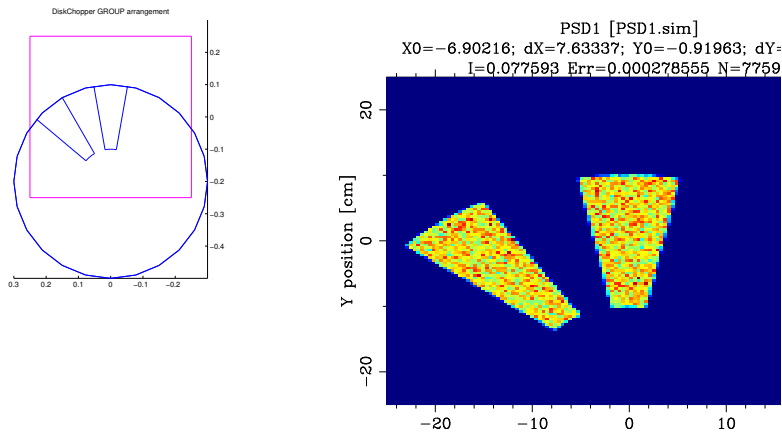 DiskChopper GROUP arrangement
0.2
0.1
0
−0.1
−0.2
−0.3
−0.4
0.3 0.2 0.1 0 −0.1 −0.2
PSD1 [PSD1.sim]
X0=−6.90216; dX=7.63337; Y0=−0.91963; dY=
I=0.077593 Err=0.000278555 N=7759
Y position [cm]
20
0
−20
−20 −10 0 10